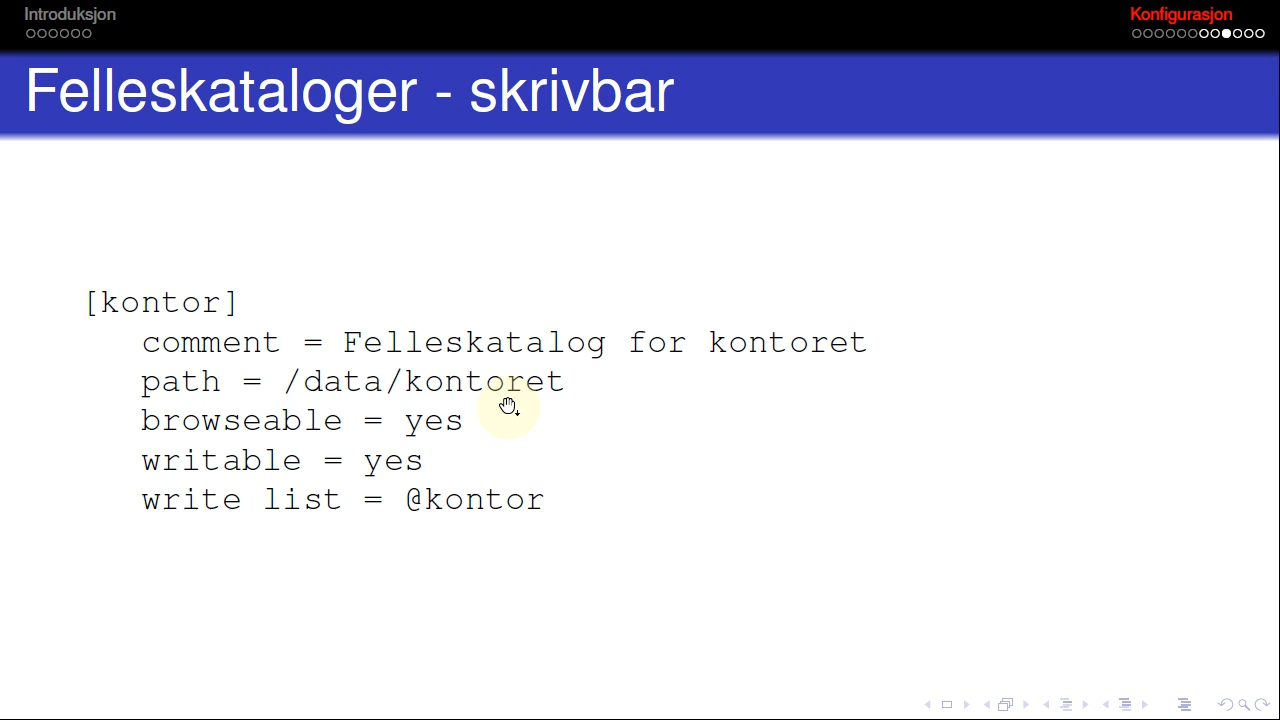 Introduksjon
Konfigurasjon
Felleskataloger - skrivbar
[kontor]
comment = Felleskatalog for kontoret
path = /data/kontoret
browseable = yes
writable = yes
write list = @kontor